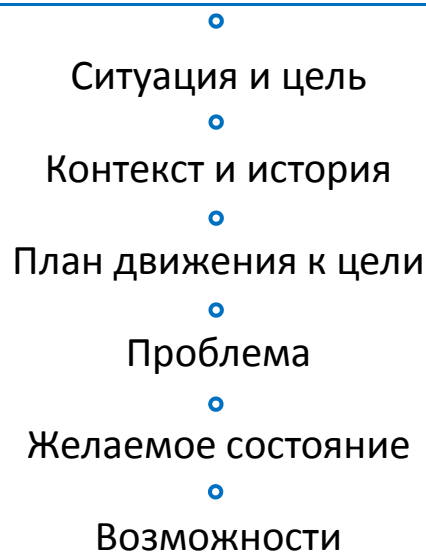 Ситуация и цель
Контекст и история
План движения к цели
Проблема
Желаемое состояние
Возможности